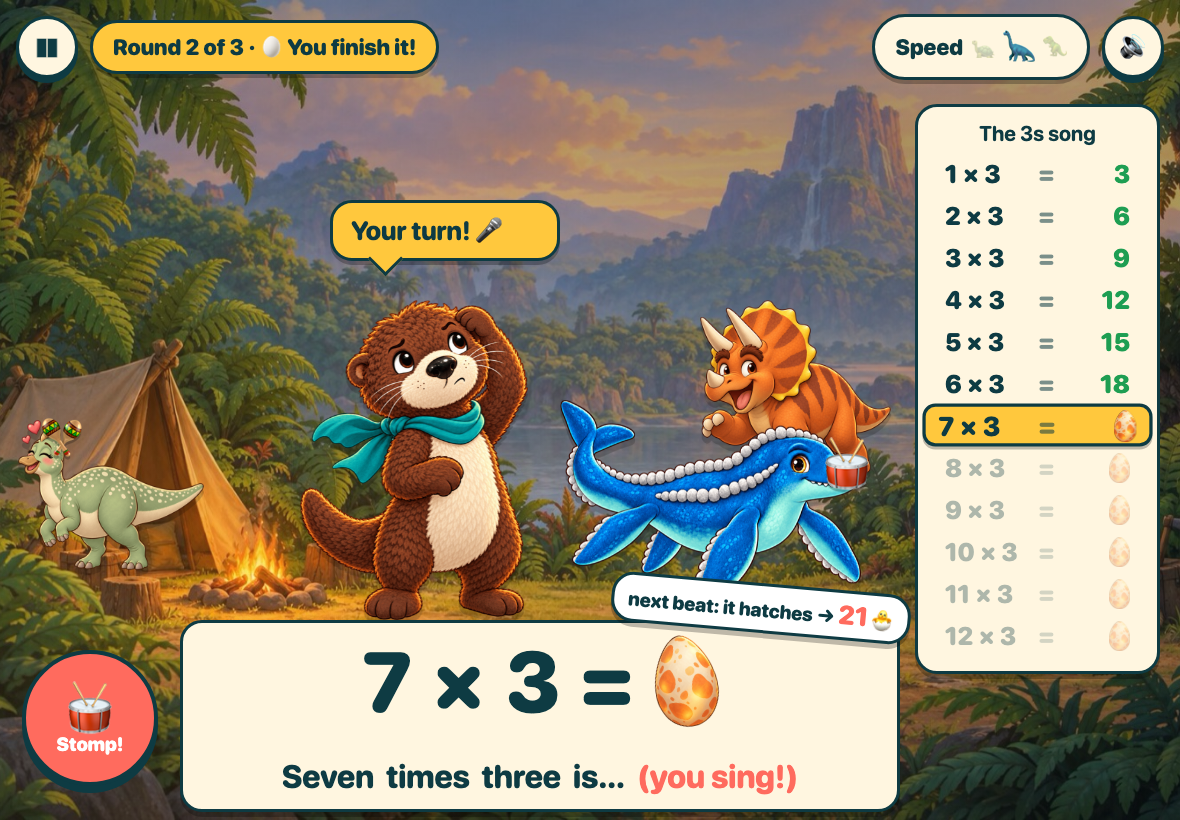 Round 2 of 3 · 🥚 You finish it!
Speed
The 3s song
1 × 3 = 3
2 × 3 = 6
3 × 3 = 9
4 × 3 = 12
5 × 3 = 15
6 × 3 = 18
7 × 3 =
8 × 3 =
9 × 3 =
10 × 3 =
11 × 3 =
12 × 3 =
Your turn! 🎤
next beat: it hatches → 21 🐣
7 × 3 =
Seven times three is... (you sing!)
Stomp!